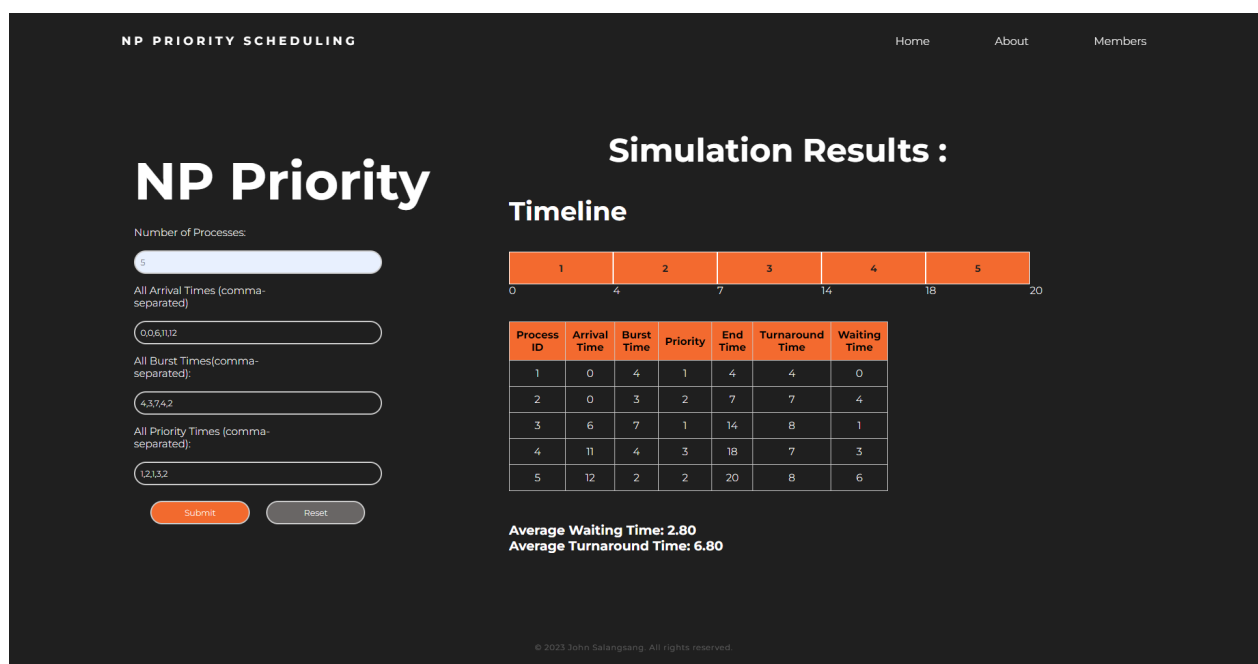 NP PRIORITY SCHEDULING
Home About Members
NP Priority
Number of Processes:
5
All Arrival Times (comma-
separated)
0,0,6,11,12
All Burst Times(comma-
separated):
4,3,7,4,2
All Priority Times (comma-
separated):
1,2,1,3,2
Submit Reset
Simulation Results :
Timeline
1 2 3 4 5
0 4 7 14 18 20
Process ID Arrival Time Burst Time Priority End Time Turnaround Time Waiting Time
1 0 4 1 4 4 0
2 0 3 2 7 7 4
3 6 7 1 14 8 1
4 11 4 3 18 7 3
5 12 2 2 20 8 6
Average Waiting Time: 2.80
Average Turnaround Time: 6.80
© 2023 John Salangsang. All rights reserved.